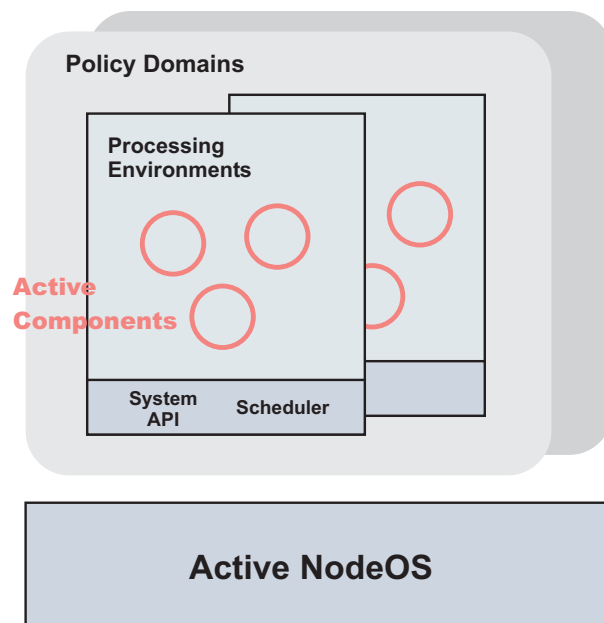 Policy Domains
Processing
Environments
Active
Components
System
API
Scheduler
Active NodeOS